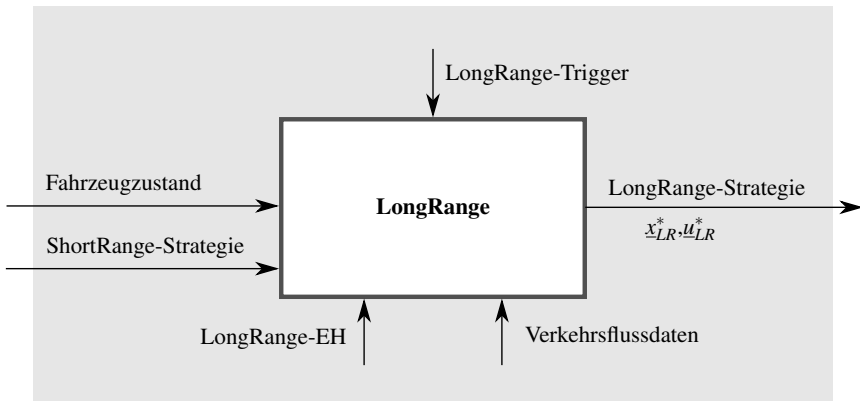 LongRange-Trigger
Fahrzeugzustand
LongRange
LongRange-Strategie
x*LR,u*LR
ShortRange-Strategie
LongRange-EH
Verkehrsflussdaten